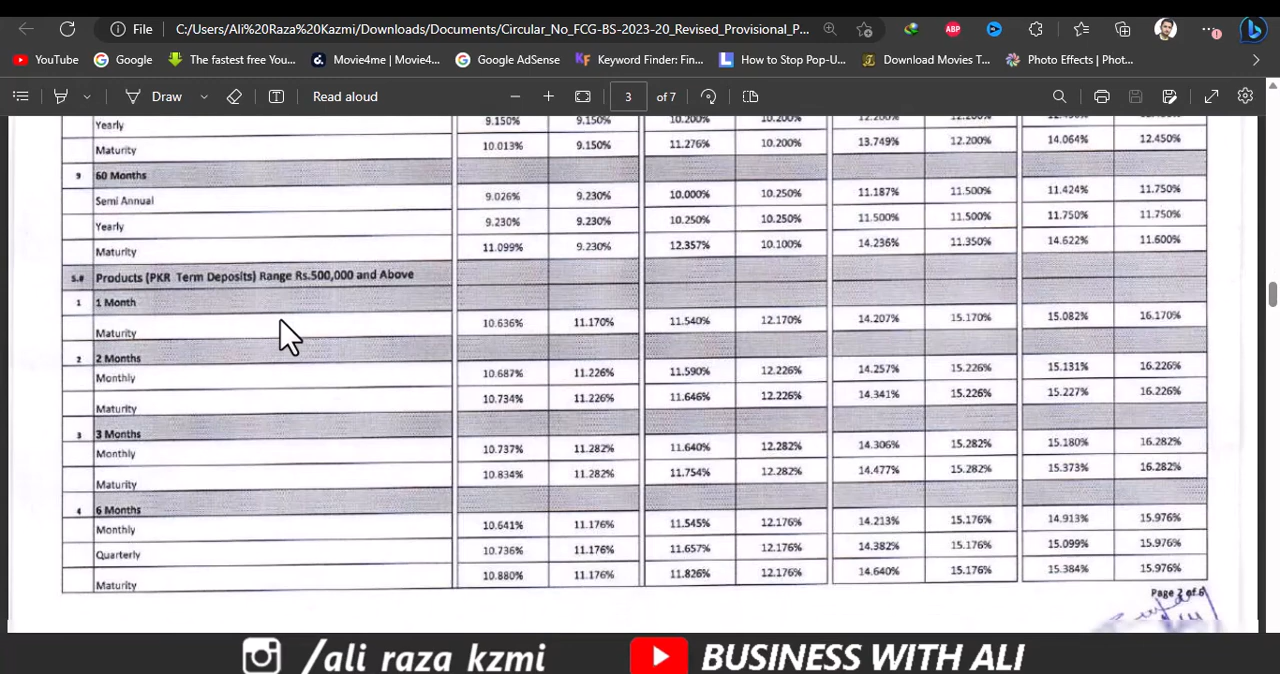 File C:/Users/Ali%20Raza%20Kazmi/Downloads/Documents/Circular_No_FCG-BS-2023-20_Revised_Provisional_P...
ABP
YouTube Google The fastest free You... Movie4me | Movie4... Google AdSense Keyword Finder: Fin... How to Stop Pop-U... Download Movies T... Photo Effects | Phot...
Draw Read aloud 3 of 7
Yearly 9.150% 9.150% 10.200% 10.200% 12.200% 12.200%
Maturity 10.013% 9.150% 11.276% 10.200% 13.749% 12.200% 14.064% 12.450%
9 60 Months
Semi Annual 9.026% 9.230% 10.000% 10.250% 11.187% 11.500% 11.424% 11.750%
Yearly 9.230% 9.230% 10.250% 10.250% 11.500% 11.500% 11.750% 11.750%
Maturity 11.099% 9.230% 12.357% 10.100% 14.236% 11.350% 14.622% 11.600%
S.# Products (PKR Term Deposits) Range Rs.500,000 and Above
1 1 Month
Maturity 10.636% 11.170% 11.540% 12.170% 14.207% 15.170% 15.082% 16.170%
2 2 Months
Monthly 10.687% 11.226% 11.590% 12.226% 14.257% 15.226% 15.131% 16.226%
Maturity 10.734% 11.226% 11.646% 12.226% 14.341% 15.226% 15.227% 16.226%
3 3 Months
Monthly 10.737% 11.282% 11.640% 12.282% 14.306% 15.282% 15.180% 16.282%
Maturity 10.834% 11.282% 11.754% 12.282% 14.477% 15.282% 15.373% 16.282%
4 6 Months
Monthly 10.641% 11.176% 11.545% 12.176% 14.213% 15.176% 14.913% 15.976%
Quarterly 10.736% 11.176% 11.657% 12.176% 14.382% 15.176% 15.099% 15.976%
Maturity 10.880% 11.176% 11.826% 12.176% 14.640% 15.176% 15.384% 15.976%
Page 2 of 6
/ali raza kzmi BUSINESS WITH ALI